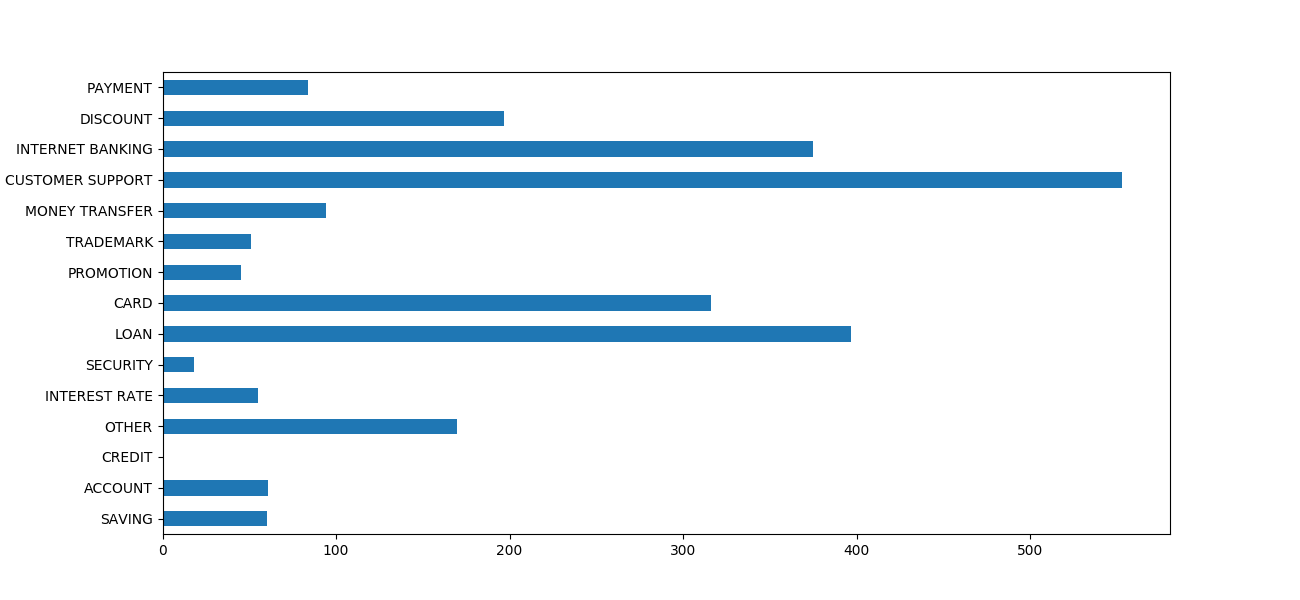 PAYMENT
DISCOUNT
INTERNET BANKING
CUSTOMER SUPPORT
MONEY TRANSFER
TRADEMARK
PROMOTION
CARD
LOAN
SECURITY
INTEREST RATE
OTHER
CREDIT
ACCOUNT
SAVING
0 100 200 300 400 500